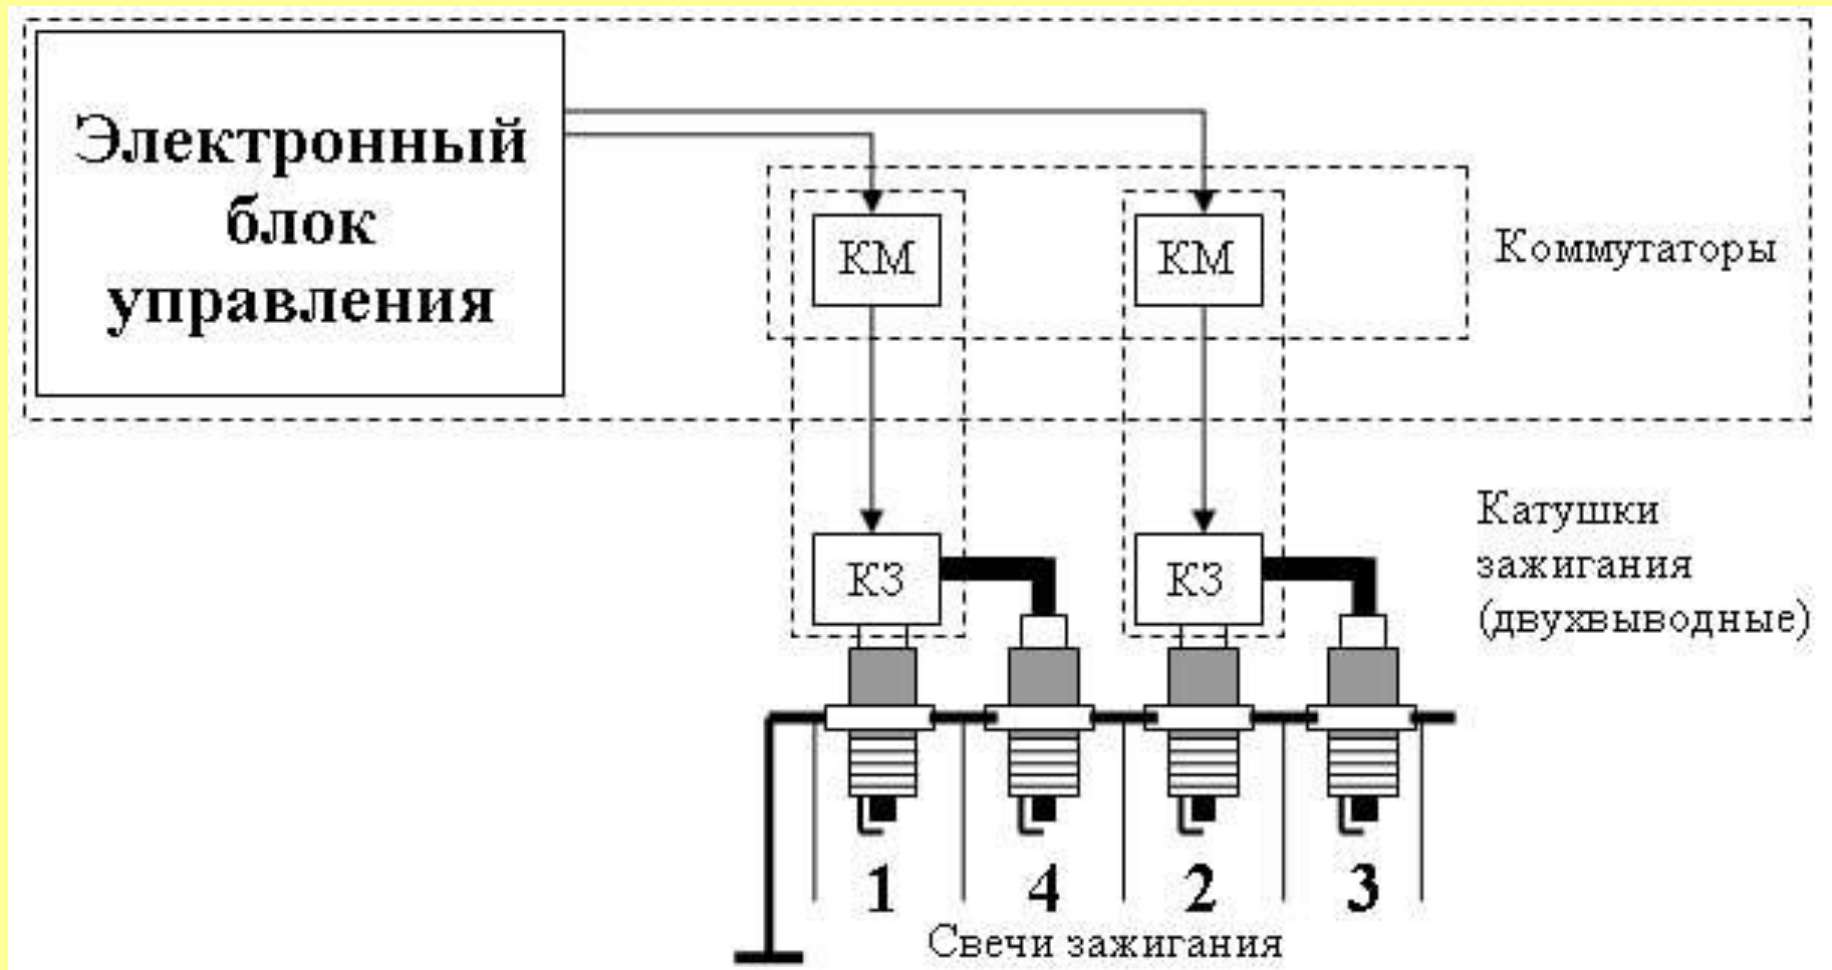 Электронный
блок
управления
КМ
КМ
Коммутаторы
КЗ
КЗ
Катушки
зажигания
(двухвыводные)
1
4
2
3
Свечи зажигания